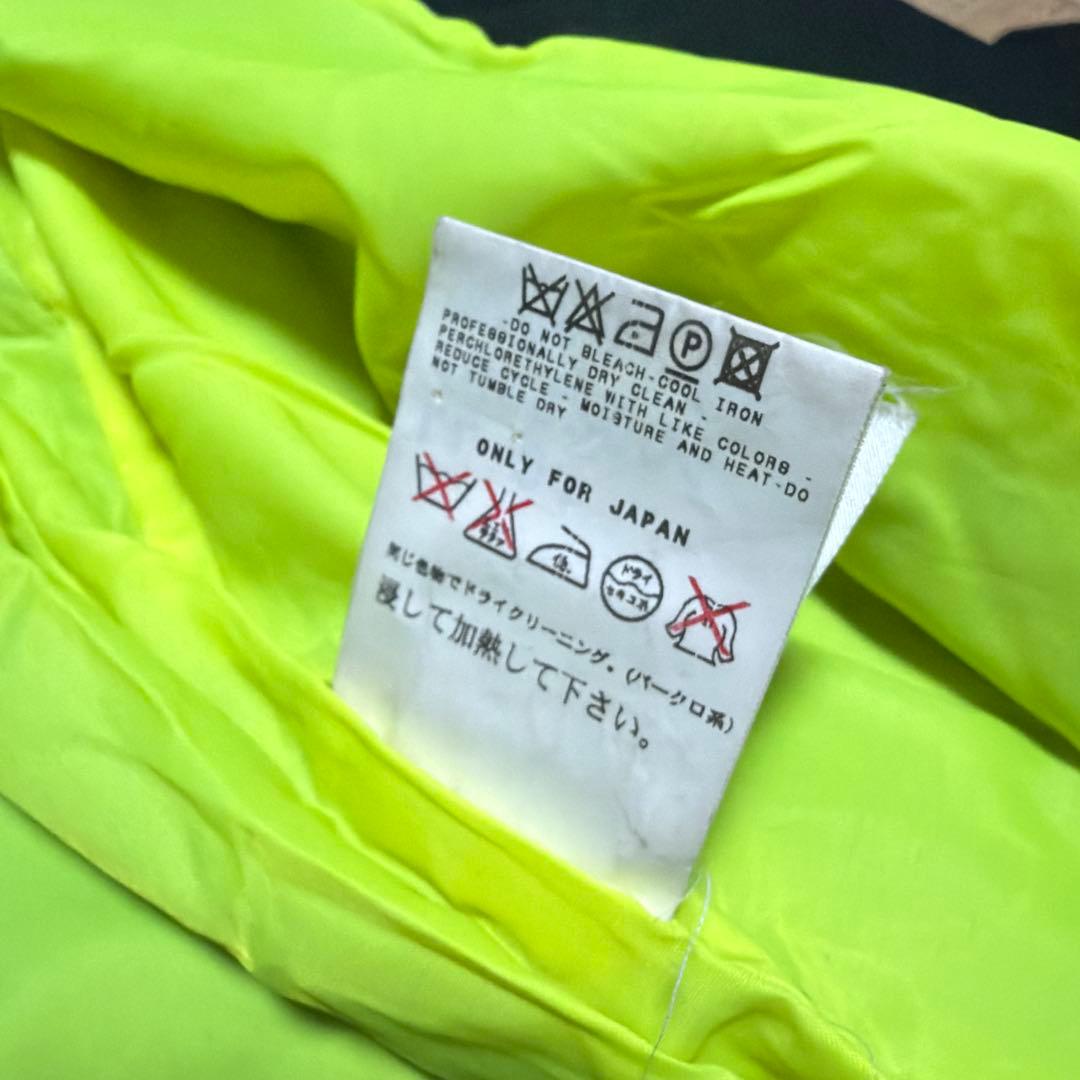 P
-DO NOT BLEACH-COOL IRON
PROFESSIONALLY DRY CLEAN -
PERCHLORETHYLENE WITH LIKE COLORS -
REDUCE CYCLE - MOISTURE AND HEAT-DO
NOT TUMBLE DRY
ONLY FOR JAPAN
低
ドライ
同じ色物でドライクリーニング。(パークロ系)
浸して加熱して下さい。